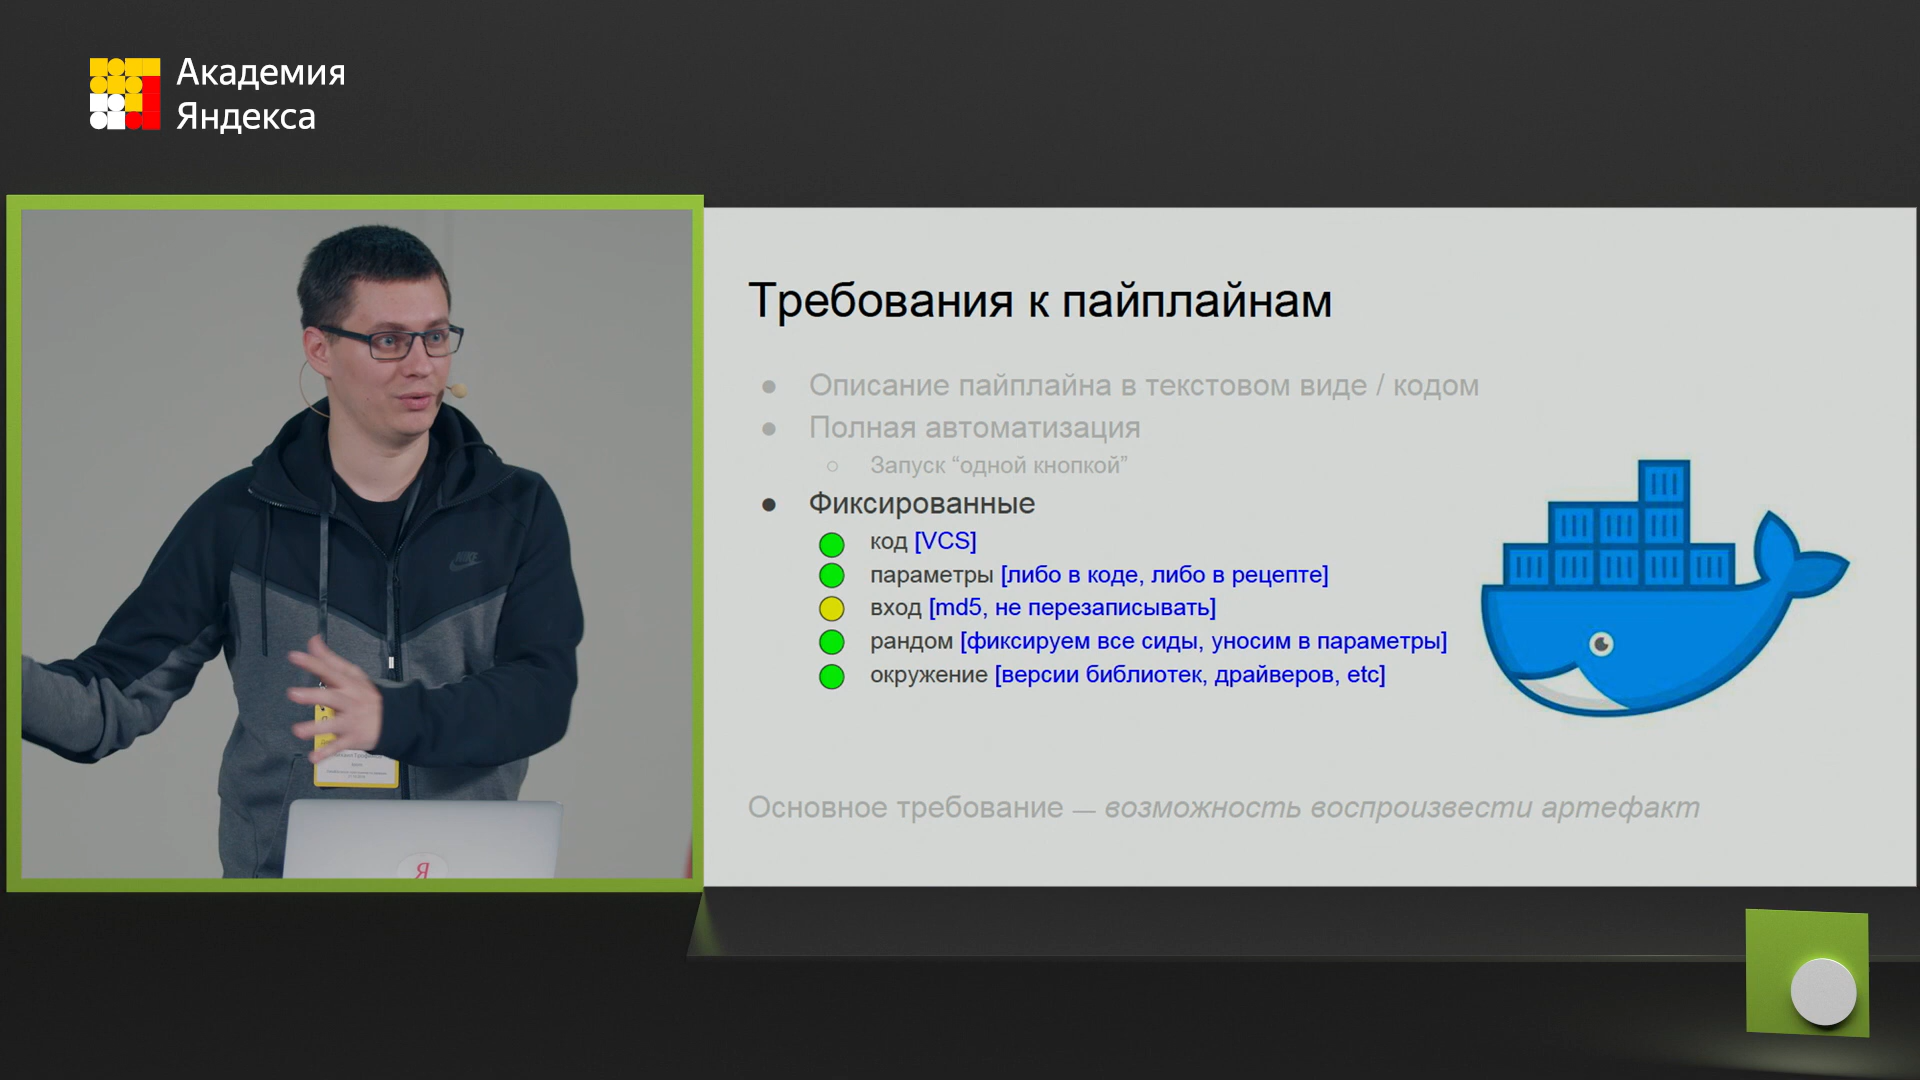 Академия
Яндекса
Требования к пайплайнам
● Описание пайплайна в текстовом виде / кодом
● Полная автоматизация
○ Запуск “одной кнопкой”
● Фиксированные
код [VCS]
параметры [либо в коде, либо в рецепте]
вход [md5, не перезаписывать]
рандом [фиксируем все сиды, уносим в параметры]
окружение [версии библиотек, драйверов, etc]
Основное требование — возможность воспроизвести артефакт
Я